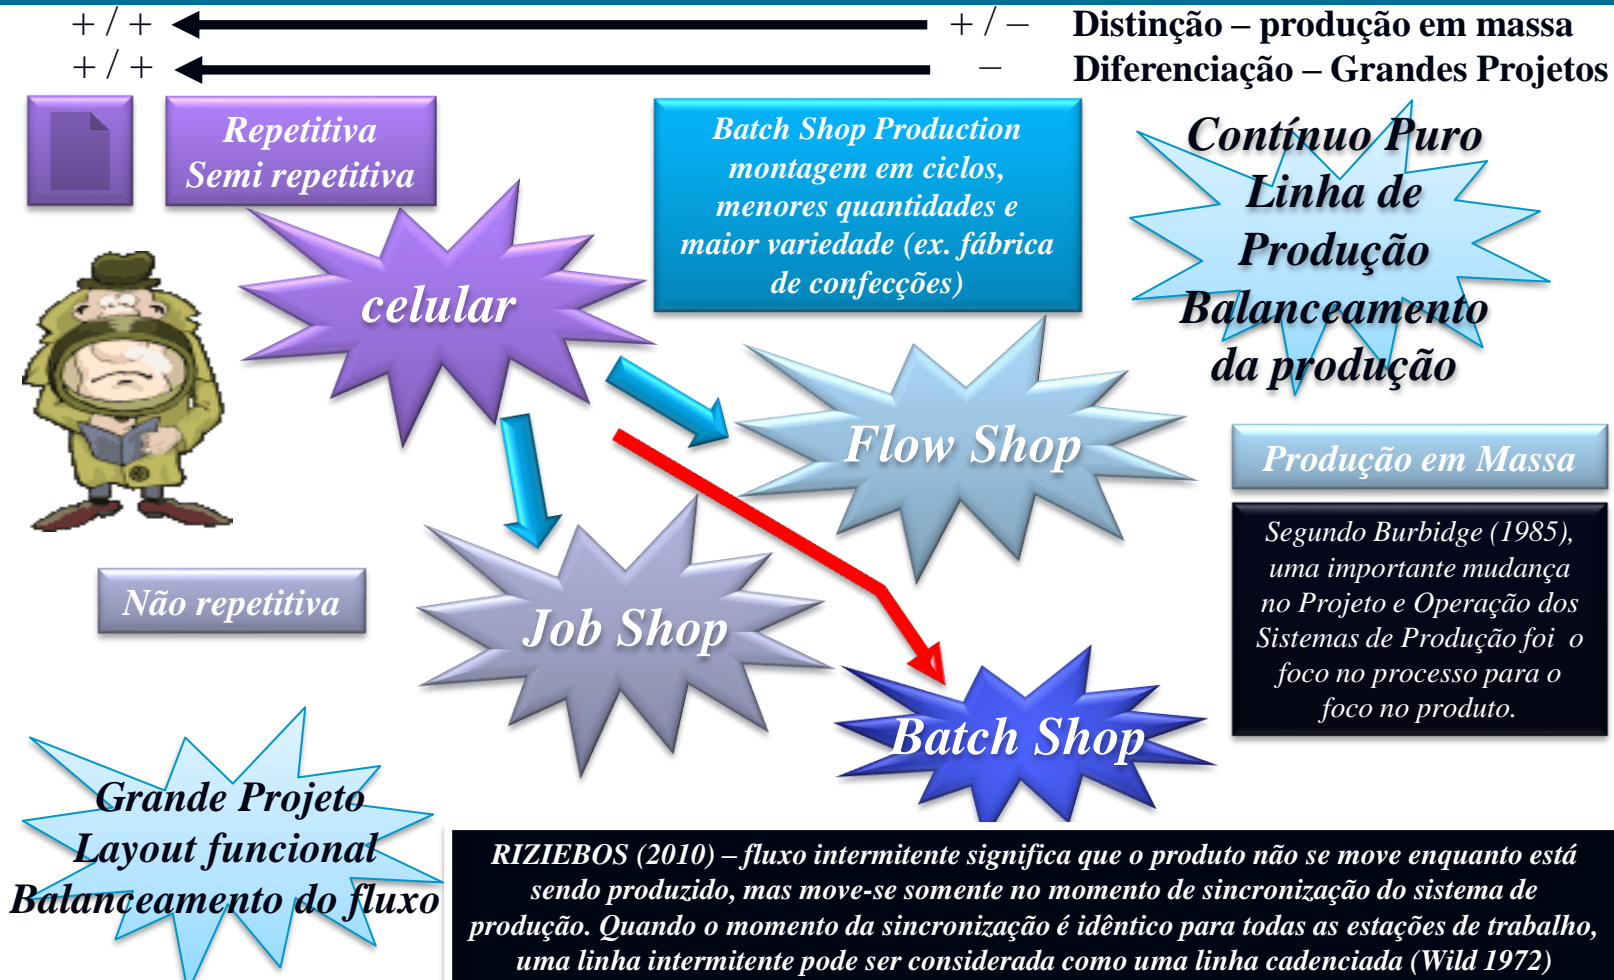 + / +
+ / −
Distinção – produção em massa
+ / +
−
Diferenciação – Grandes Projetos
Repetitiva
Semi repetitiva
Batch Shop Production
montagem em ciclos,
menores quantidades e
maior variedade (ex. fábrica
de confecções)
Contínuo Puro
Linha de
Produção
Balanceamento
da produção
celular
Flow Shop
Produção em Massa
Segundo Burbidge (1985),
uma importante mudança
no Projeto e Operação dos
Sistemas de Produção foi o
foco no processo para o
foco no produto.
Não repetitiva
Job Shop
Batch Shop
Grande Projeto
Layout funcional
Balanceamento do fluxo
RIZIEBOS (2010) – fluxo intermitente significa que o produto não se move enquanto está
sendo produzido, mas move-se somente no momento de sincronização do sistema de
produção. Quando o momento da sincronização é idêntico para todas as estações de trabalho,
uma linha intermitente pode ser considerada como uma linha cadenciada (Wild 1972)